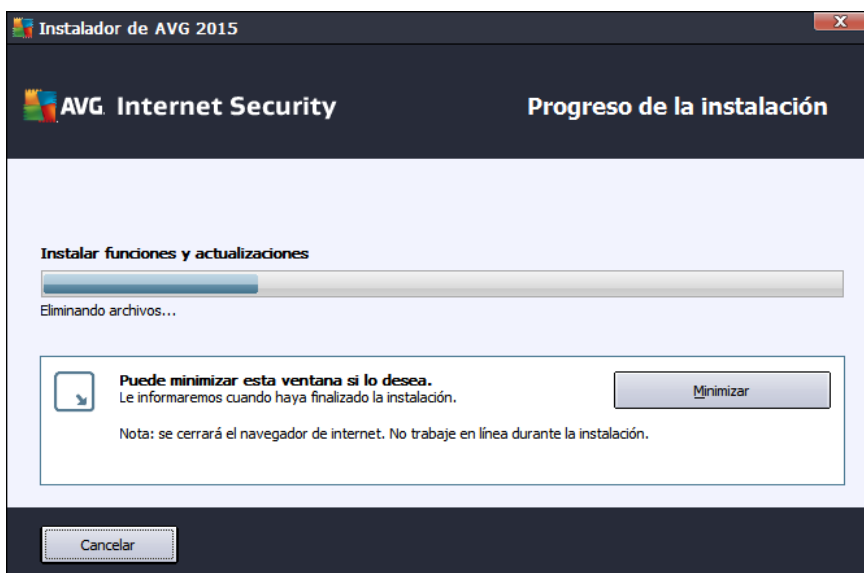 Instalador de AVG 2015
AVG Internet Security
Progreso de la instalación
Instalar funciones y actualizaciones
Eliminando archivos...
Puede minimizar esta ventana si lo desea.
Le informaremos cuando haya finalizado la instalación.
Minimizar
Nota: se cerrará el navegador de internet. No trabaje en línea durante la instalación.
Cancelar